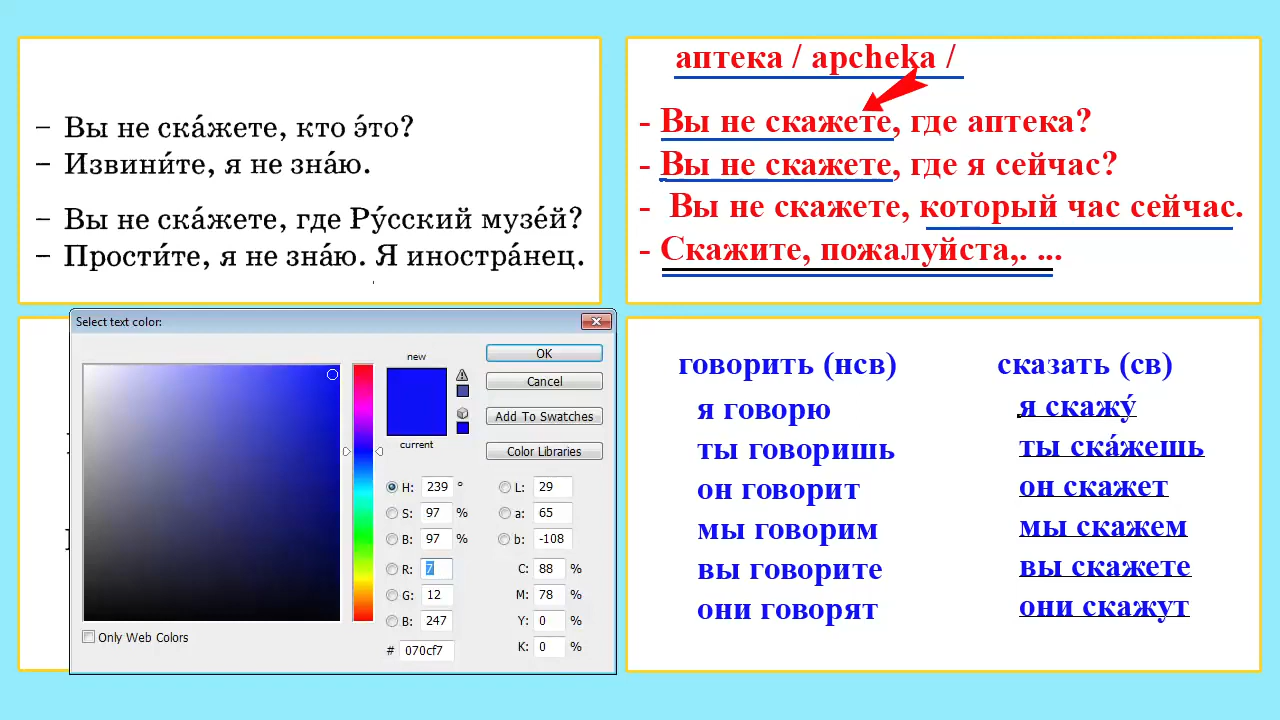 – Вы не ска́жете, кто э́то?
– Извини́те, я не зна́ю.
– Вы не ска́жете, где Ру́сский музе́й?
– Прости́те, я не зна́ю. Я иностра́нец.
аптека / apcheka /
- Вы не скажете, где аптека?
- Вы не скажете, где я сейчас?
- Вы не скажете, который час сейчас.
- Скажите, пожалуйста,. ...
Select text color:
new
current
OK
Cancel
Add To Swatches
Color Libraries
H: 239 °
S: 97 %
B: 97 %
R: 7
G: 12
B: 247
# 070cf7
L: 29
a: 65
b: -108
C: 88 %
M: 78 %
Y: 0 %
K: 0 %
Only Web Colors
говорить (нсв)
я говорю
ты говоришь
он говорит
мы говорим
вы говорите
они говорят
сказать (св)
я скажу́
ты ска́жешь
он скажет
мы скажем
вы скажете
они скажут